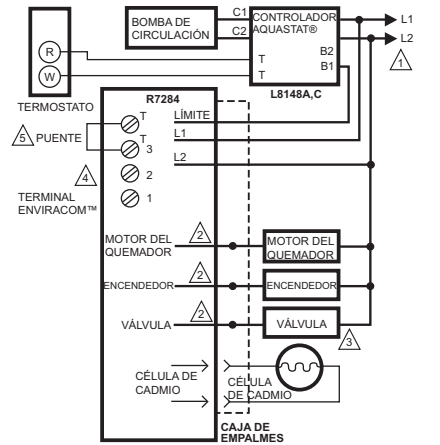 BOMBA DE
CIRCULACIÓN
C1
C2
CONTROLADOR
AQUASTAT®
L1
L2
1
B2
B1
T
T
L8148A,C
R
W
TERMOSTATO
R7284
5
PUENTE
T
T
3
4
2
1
TERMINAL
ENVIRACOM™
LÍMITE
L1
L2
MOTOR DEL
QUEMADOR
2
MOTOR DEL
QUEMADOR
ENCENDEDOR
2
ENCENDEDOR
VÁLVULA
2
VÁLVULA
3
CÉLULA DE
CADMIO
CÉLULA
DE CADMIO
CAJA DE
EMPALMES